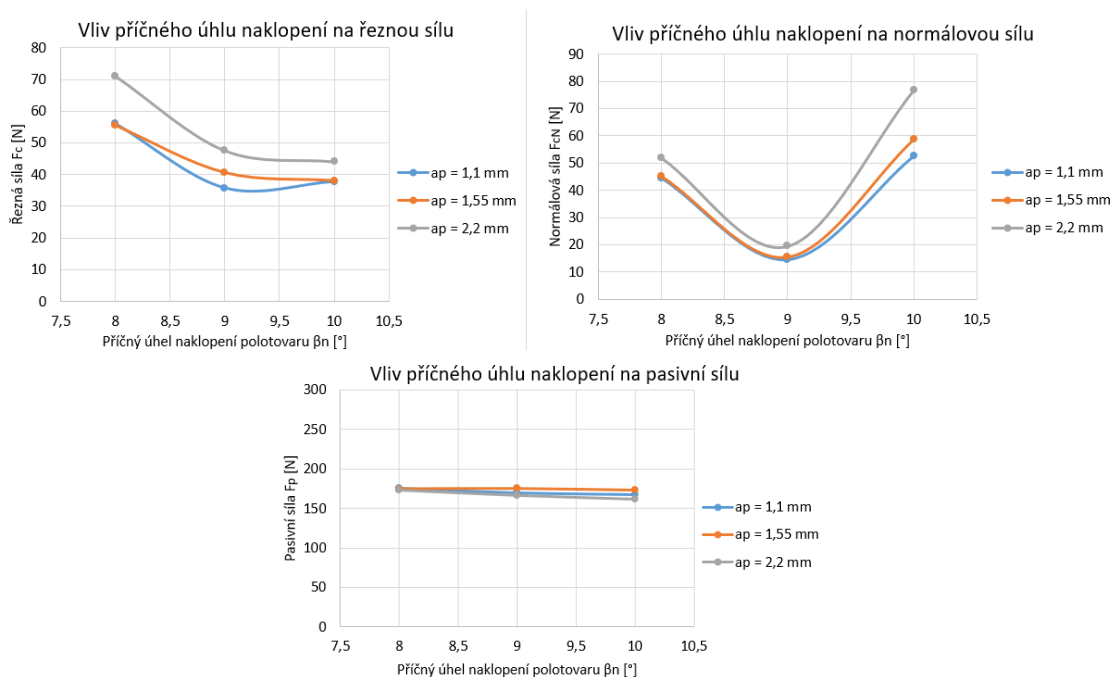 Vliv příčného úhlu naklopení na řeznou sílu
80
70
60
50
40
30
20
10
0
Řezná síla Fc [N]
7,5 8 8,5 9 9,5 10 10,5
Příčný úhel naklopení polotovaru βn [°]
ap = 1,1 mm
ap = 1,55 mm
ap = 2,2 mm
Vliv příčného úhlu naklopení na normálovou sílu
90
80
70
60
50
40
30
20
10
0
Normálová síla FcN [N]
7,5 8 8,5 9 9,5 10 10,5
Příčný úhel naklopení polotovaru βn [°]
ap = 1,1 mm
ap = 1,55 mm
ap = 2,2 mm
Vliv příčného úhlu naklopení na pasivní sílu
300
250
200
150
100
50
0
Pasivní síla Fp [N]
7,5 8 8,5 9 9,5 10 10,5
Příčný úhel naklopení polotovaru βn [°]
ap = 1,1 mm
ap = 1,55 mm
ap = 2,2 mm